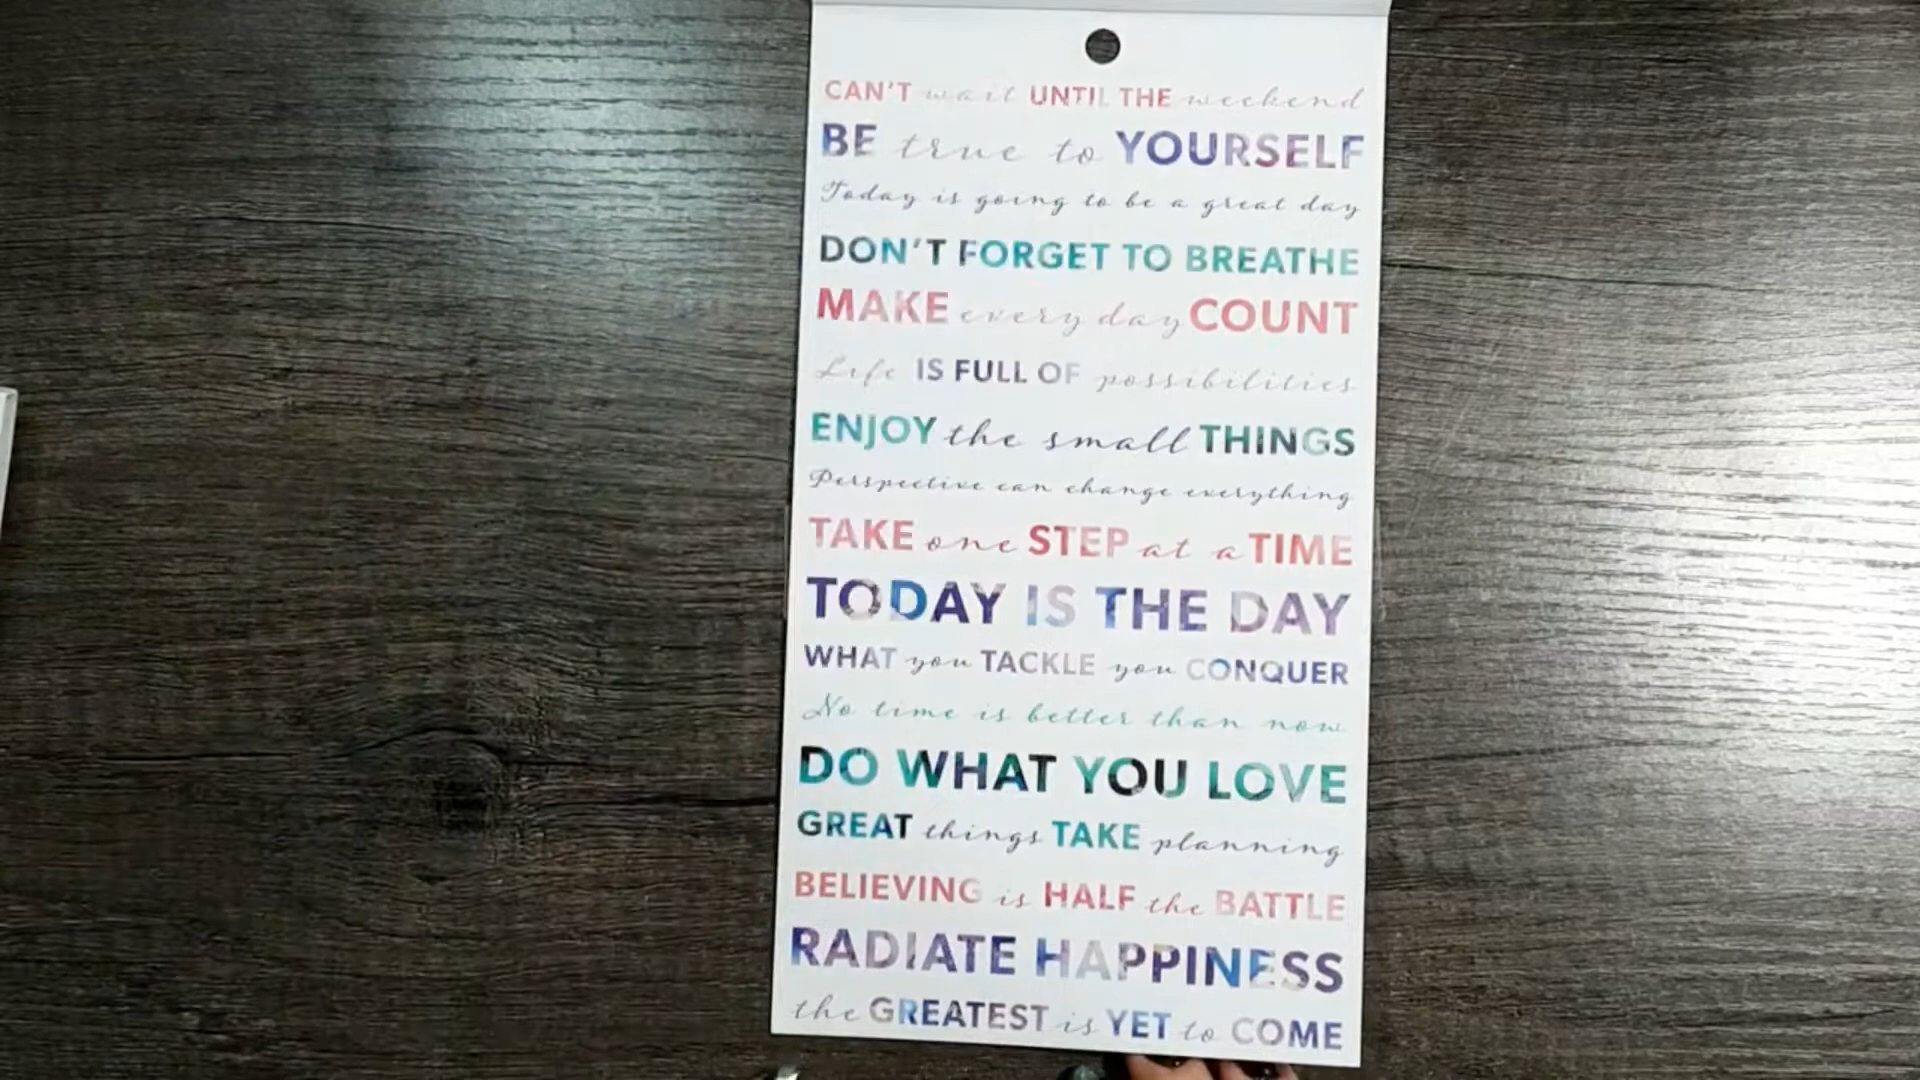 CAN'T wait UNTIL THE weekend
BE true to YOURSELF
Today is going to be a great day
DON'T FORGET TO BREATHE
MAKE every day COUNT
Life IS FULL OF possibilities
ENJOY the small THINGS
Perspective can change everything
TAKE one STEP at a TIME
TODAY IS THE DAY
WHAT you TACKLE you CONQUER
No time is better than now
DO WHAT YOU LOVE
GREAT things TAKE planning
BELIEVING is HALF the BATTLE
RADIATE HAPPINESS
the GREATEST is YET to COME